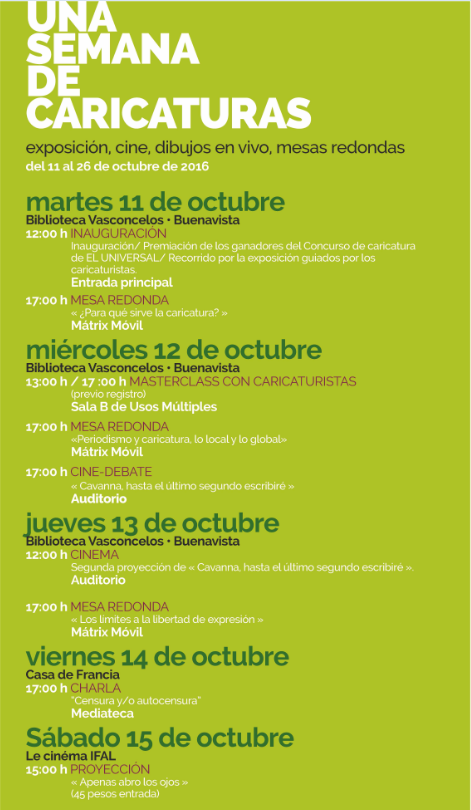 UNA
SEMANA
DE
CARICATURAS
exposición, cine, dibujos en vivo, mesas redondas
del 11 al 26 de octubre de 2016
martes 11 de octubre
Biblioteca Vasconcelos • Buenavista
12:00 h INAUGURACIÓN
Inauguración/ Premiación de los ganadores del Concurso de caricatura
de EL UNIVERSAL/ Recorrido por la exposición guiados por los
caricaturistas.
Entrada principal
17:00 h MESA REDONDA
« ¿Para qué sirve la caricatura? »
Mátrix Móvil
miércoles 12 de octubre
Biblioteca Vasconcelos • Buenavista
13:00 h / 17 :00 h MASTERCLASS CON CARICATURISTAS
(previo registro)
Sala B de Usos Múltiples
17:00 h MESA REDONDA
«Periodismo y caricatura, lo local y lo global»
Mátrix Móvil
17:00 h CINE-DEBATE
« Cavanna, hasta el último segundo escribiré »
Auditorio
jueves 13 de octubre
Biblioteca Vasconcelos • Buenavista
12:00 h CINEMA
Segunda proyección de « Cavanna, hasta el último segundo escribiré ».
Auditorio
17:00 h MESA REDONDA
« Los límites a la libertad de expresión »
Mátrix Móvil
viernes 14 de octubre
Casa de Francia
17:00 h CHARLA
"Censura y/o autocensura"
Mediateca
Sábado 15 de octubre
Le cinéma IFAL
15:00 h PROYECCIÓN
« Apenas abro los ojos »
(45 pesos entrada)